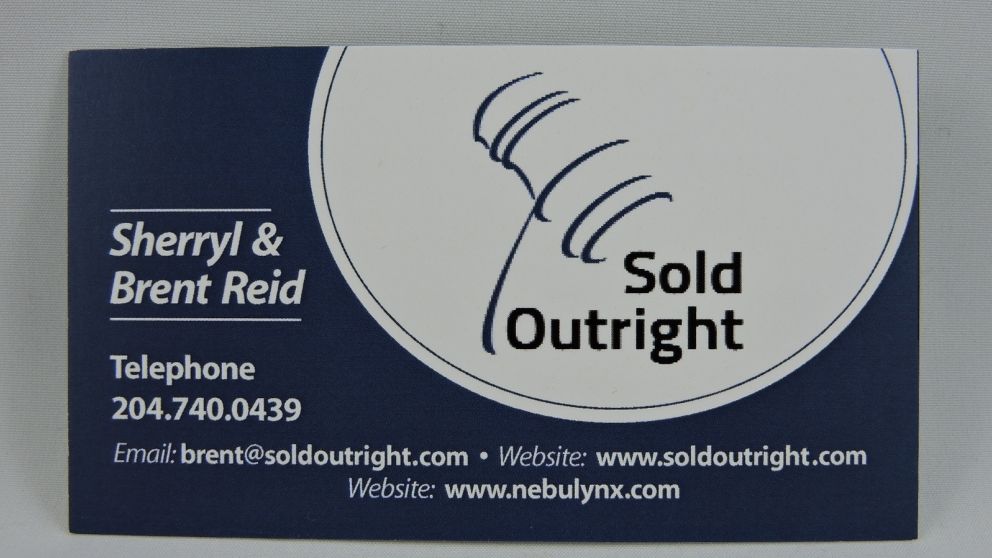 Sherryl &
Brent Reid
Telephone
204.740.0439
Email: brent@soldoutright.com • Website: www.soldoutright.com
Website: www.nebulynx.com
Sold
Outright